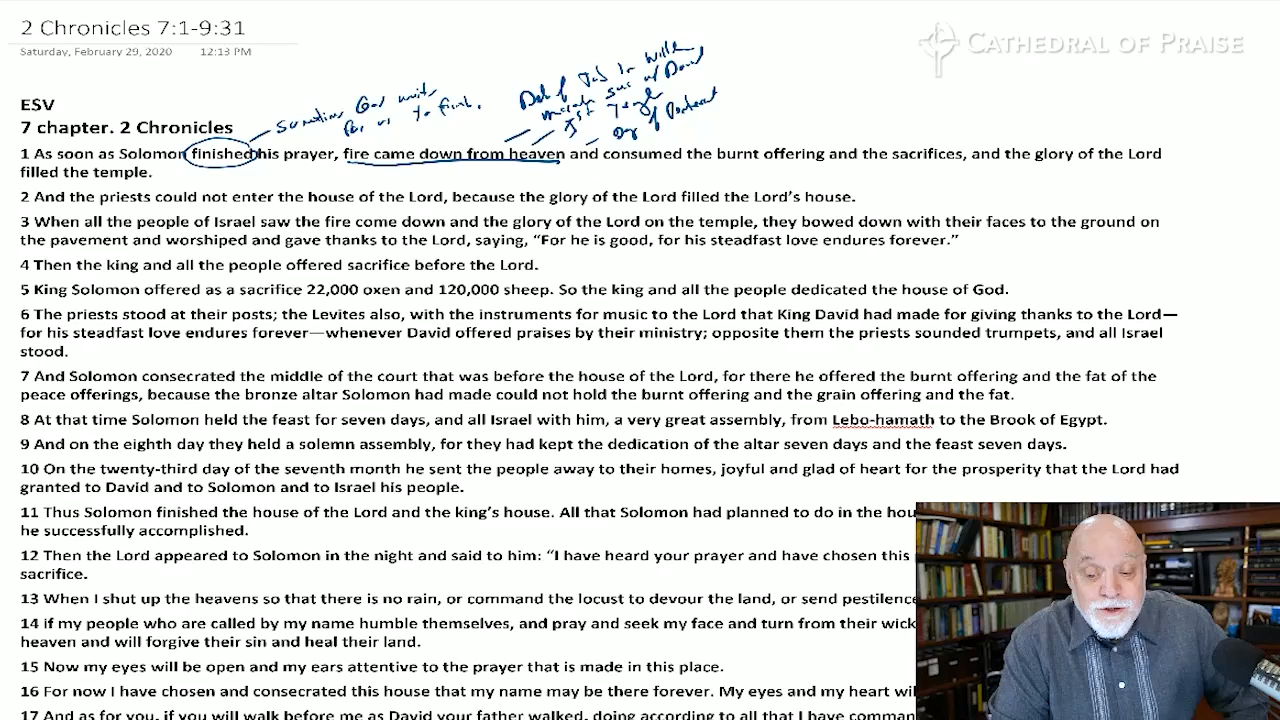 2 Chronicles 7:1-9:31
CATHEDRAL OF PRAISE
Saturday, February 29, 2020 12:13 PM
ESV
7 chapter. 2 Chronicles
Sometimes God waits
for us to finish.
Day of Pentecost
1 As soon as Solomon finished his prayer, fire came down from heaven and consumed the burnt offering and the sacrifices, and the glory of the Lord
filled the temple.
2 And the priests could not enter the house of the Lord, because the glory of the Lord filled the Lord's house.
3 When all the people of Israel saw the fire come down and the glory of the Lord on the temple, they bowed down with their faces to the ground on
the pavement and worshiped and gave thanks to the Lord, saying, “For he is good, for his steadfast love endures forever.”
4 Then the king and all the people offered sacrifice before the Lord.
5 King Solomon offered as a sacrifice 22,000 oxen and 120,000 sheep. So the king and all the people dedicated the house of God.
6 The priests stood at their posts; the Levites also, with the instruments for music to the Lord that King David had made for giving thanks to the Lord—
for his steadfast love endures forever—whenever David offered praises by their ministry; opposite them the priests sounded trumpets, and all Israel
stood.
7 And Solomon consecrated the middle of the court that was before the house of the Lord, for there he offered the burnt offering and the fat of the
peace offerings, because the bronze altar Solomon had made could not hold the burnt offering and the grain offering and the fat.
8 At that time Solomon held the feast for seven days, and all Israel with him, a very great assembly, from Lebo-hamath to the Brook of Egypt.
9 And on the eighth day they held a solemn assembly, for they had kept the dedication of the altar seven days and the feast seven days.
10 On the twenty-third day of the seventh month he sent the people away to their homes, joyful and glad of heart for the prosperity that the Lord had
granted to David and to Solomon and to Israel his people.
11 Thus Solomon finished the house of the Lord and the king's house. All that Solomon had planned to do in the hou
he successfully accomplished.
12 Then the Lord appeared to Solomon in the night and said to him: “I have heard your prayer and have chosen this
sacrifice.
13 When I shut up the heavens so that there is no rain, or command the locust to devour the land, or send pestilence
14 if my people who are called by my name humble themselves, and pray and seek my face and turn from their wick
heaven and will forgive their sin and heal their land.
15 Now my eyes will be open and my ears attentive to the prayer that is made in this place.
16 For now I have chosen and consecrated this house that my name may be there forever. My eyes and my heart wil
17 And as for you, if you will walk before me as David your father walked, doing according to all that I have comman